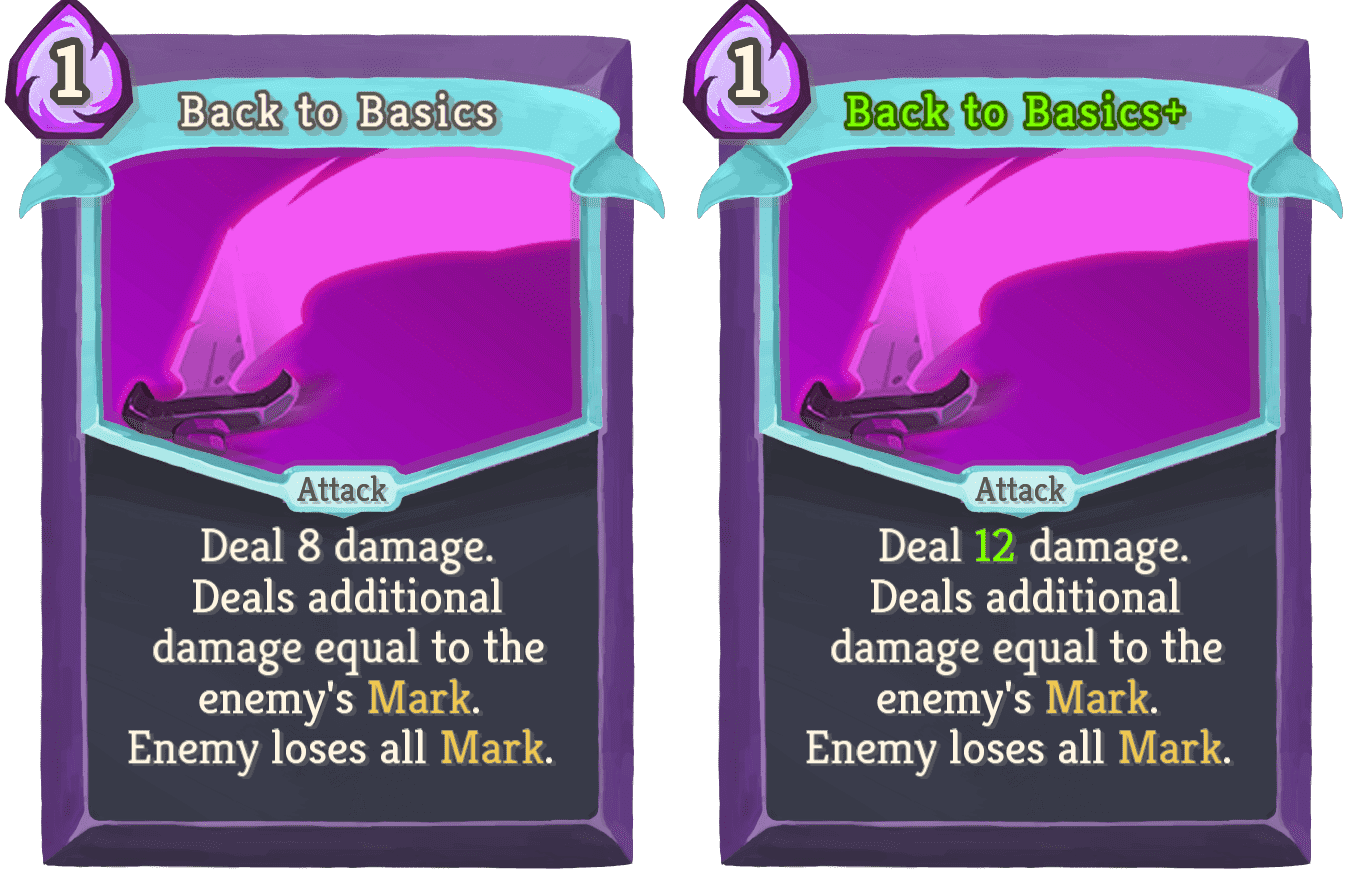 1
Back to Basics
Attack
Deal 8 damage.
Deals additional
damage equal to the
enemy's Mark.
Enemy loses all Mark.
1
Back to Basics+
Attack
Deal 12 damage.
Deals additional
damage equal to the
enemy's Mark.
Enemy loses all Mark.